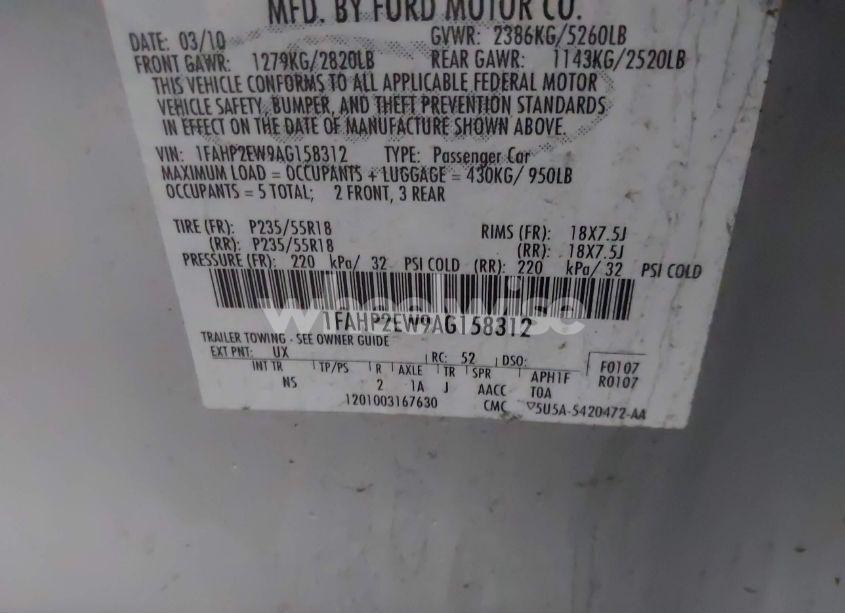 MFD. BY FORD MOTOR CO.
DATE: 03/10 GVWR: 2386KG/5260LB
FRONT GAWR: 1279KG/2820LB REAR GAWR: 1143KG/2520LB
THIS VEHICLE CONFORMS TO ALL APPLICABLE FEDERAL MOTOR
VEHICLE SAFETY, BUMPER, AND THEFT PREVENTION STANDARDS
IN EFFECT ON THE DATE OF MANUFACTURE SHOWN ABOVE.
VIN: 1FAHP2EW9AG158312 TYPE: Passenger Car
MAXIMUM LOAD = OCCUPANTS + LUGGAGE = 430KG/ 950LB
OCCUPANTS = 5 TOTAL; 2 FRONT, 3 REAR
TIRE (FR): P235/55R18 RIMS (FR): 18X7.5J
(RR): P235/55R18 (RR): 18X7.5J
PRESSURE (FR): 220 kPa/ 32 PSI COLD (RR): 220 kPa/ 32 PSI COLD
wheelwise
1FAHP2EW9AG158312
TRAILER TOWING - SEE OWNER GUIDE
EXT PNT: UX RC: 52 DSO: F0107
INT TR TP/PS R AXLE TR SPR APH1F R0107
NS 2 1A J AACC T0A
1201003167630 CMC ▽5U5A-5420472-AA